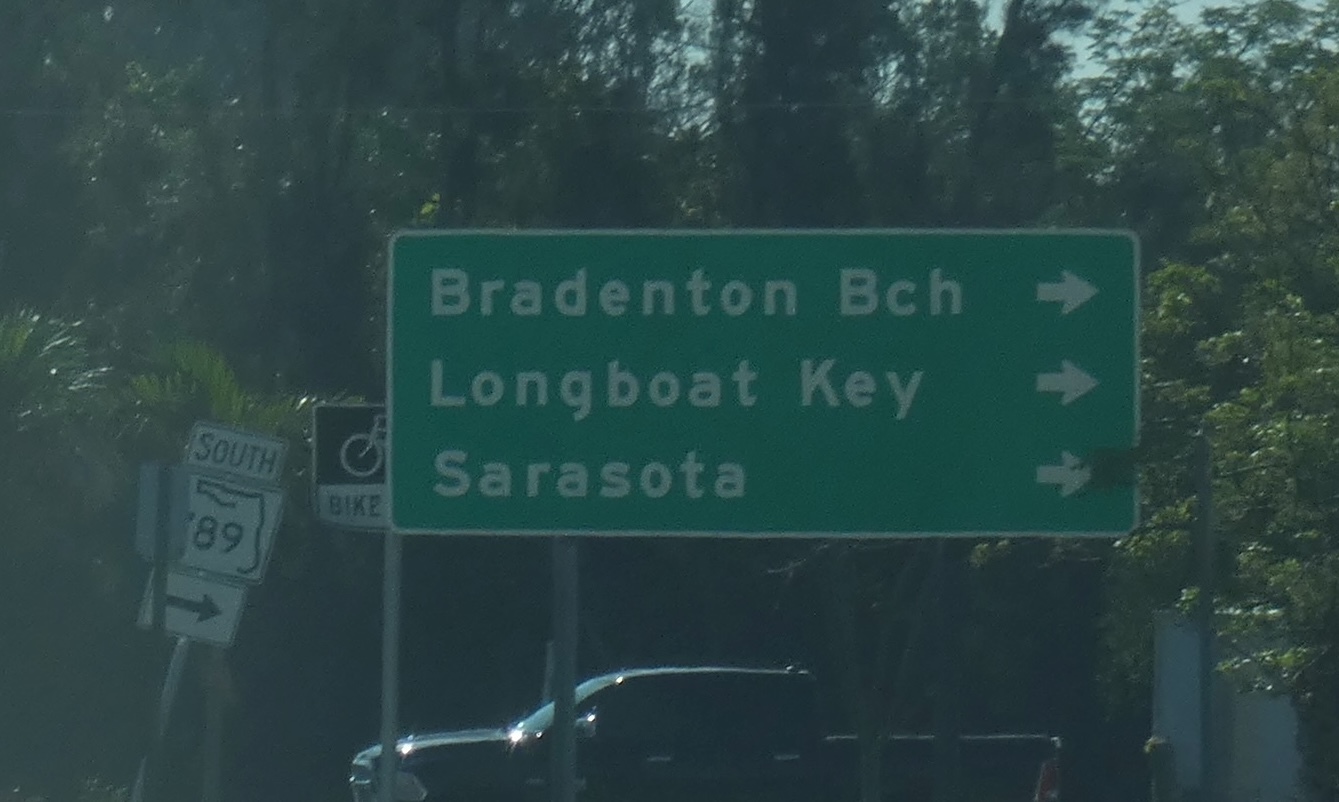 Bradenton Bch
Longboat Key
Sarasota
SOUTH
789
BIKE